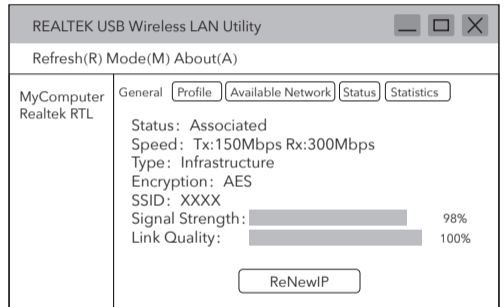 REALTEK USB Wireless LAN Utility
Refresh(R) Mode(M) About(A)
MyComputer
Realtek RTL
General Profile Available Network Status Statistics
Status: Associated
Speed: Tx:150Mbps Rx:300Mbps
Type: Infrastructure
Encryption: AES
SSID: XXXX
Signal Strength: 98%
Link Quality: 100%
ReNewIP